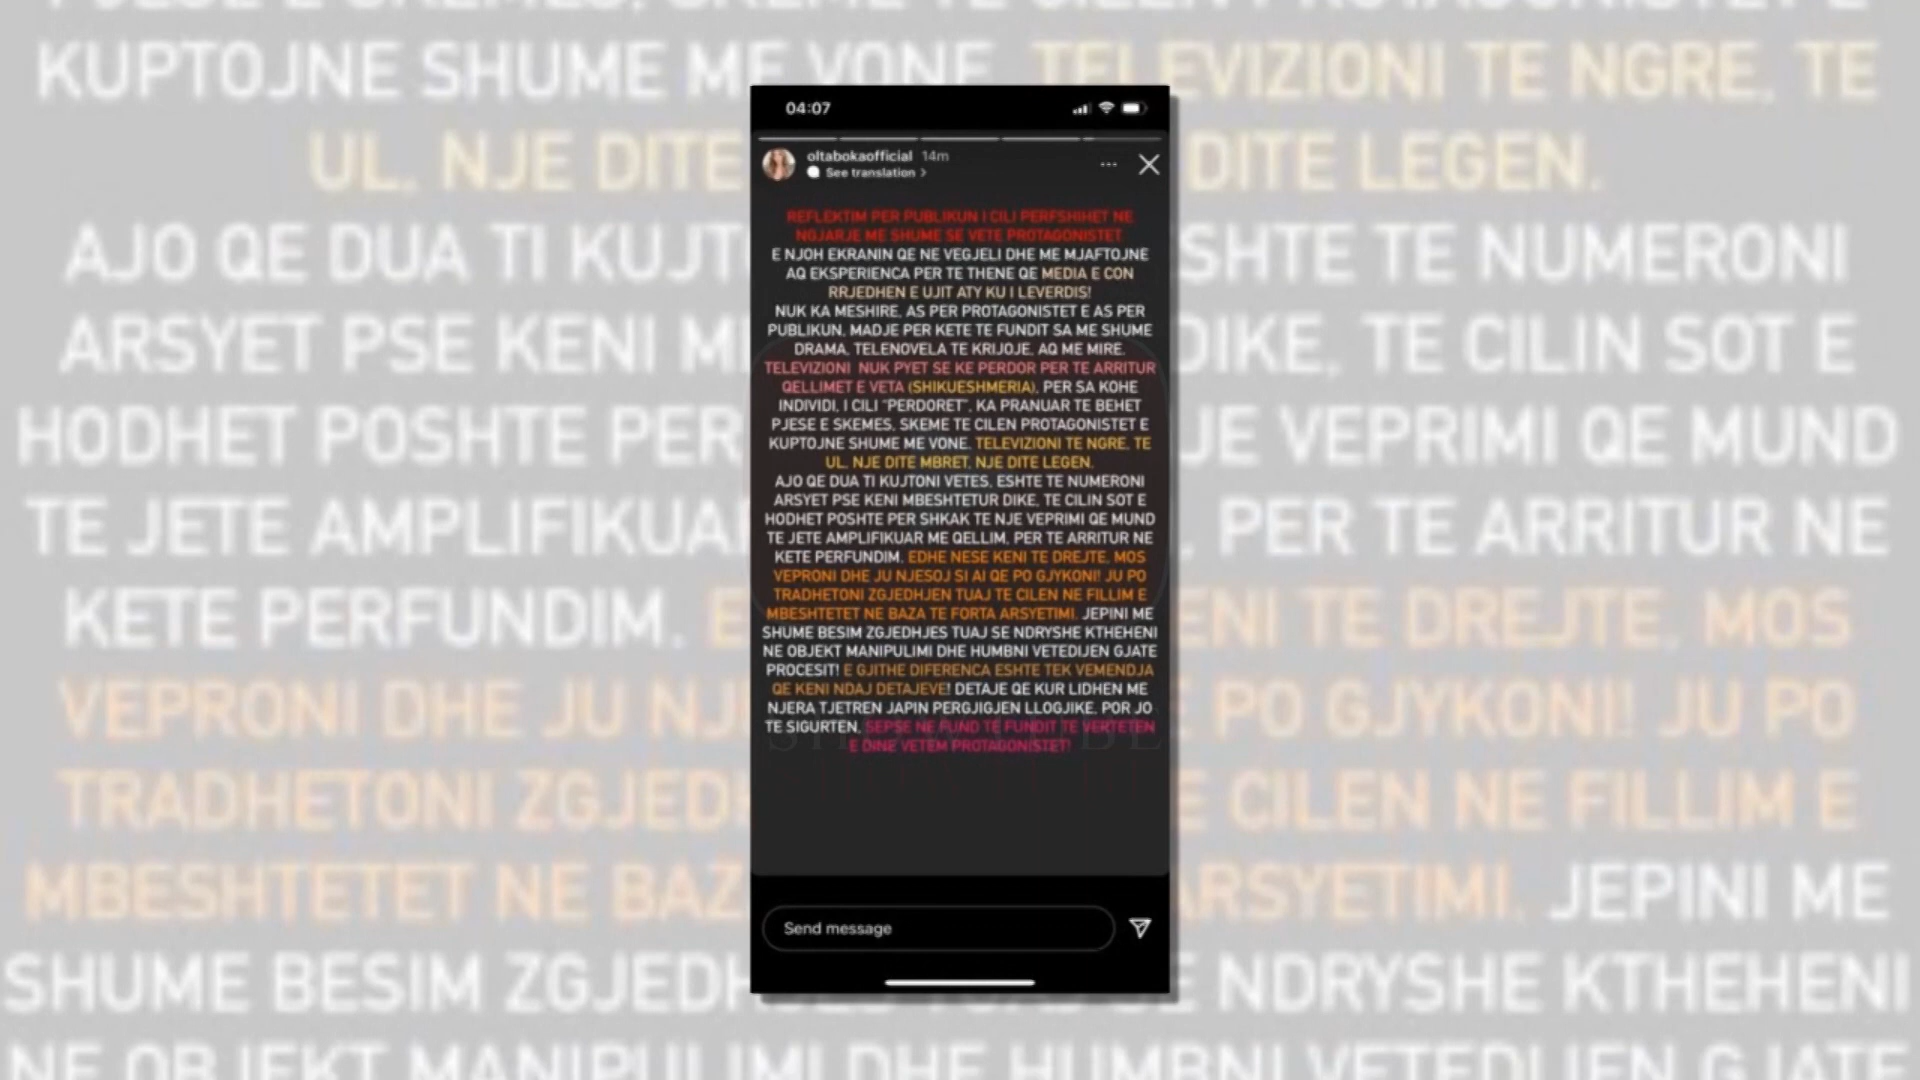 04:07
oltabokaofficial 14m
See translation >
REFLEKTIM PER PUBLIKUN I CILI PERFSHIHET NE
NGJARJE ME SHUME SE VETE PROTAGONISTET
E NJOH EKRANIN QE NE VEGJELI DHE ME MJAFTOJNE
AQ EKSPERIENCA PER TE THENE QE MEDIA E CON
RRJEDHEN E UJIT ATY KU I LEVERDIS!
NUK KA MESHIRE, AS PER PROTAGONISTET E AS PER
PUBLIKUN, MADJE PER KETE TE FUNDIT SA ME SHUME
DRAMA, TELENOVELA TE KRIJOJE, AQ ME MIRE.
TELEVIZIONI NUK PYET SE KE PERDOR PER TE ARRITUR
QELLIMET E VETA (SHIKUESHMERIA), PER SA KOHE
INDIVIDI, I CILI "PERDORET", KA PRANUAR TE BEHET
PJESE E SKEMES, SKEME TE CILEN PROTAGONISTET E
KUPTOJNE SHUME ME VONE. TELEVIZIONI TE NGRE, TE
UL, NJE DITE MBRET, NJE DITE LEGEN.
AJO QE DUA TI KUJTONI VETES, ESHTE TE NUMERONI
ARSYET PSE KENI MBESHTETUR DIKE, TE CILIN SOT E
HODHET POSHTE PER SHKAK TE NJE VEPRIMI QE MUND
TE JETE AMPLIFIKUAR ME QELLIM, PER TE ARRITUR NE
KETE PERFUNDIM. EDHE NESE KENI TE DREJTE, MOS
VEPRONI DHE JU NJESOJ SI AI QE PO GJYKONI! JU PO
TRADHETONI ZGJEDHJEN TUAJ TE CILEN NE FILLIM E
MBESHTETET NE BAZA TE FORTA ARSYETIMI. JEPINI ME
SHUME BESIM ZGJEDHJES TUAJ SE NDRYSHE KTHEHENI
NE OBJEKT MANIPULIMI DHE HUMBNI VETEDIJEN GJATE
PROCESIT! E GJITHE DIFERENCA ESHTE TEK VEMENDJA
QE KENI NDAJ DETAJEVE! DETAJE QE KUR LIDHEN ME
NJERA TJETREN JAPIN PERGJIGJEN LLOGJIKE, POR JO
TE SIGURTEN, SEPSE NE FUND TE FUNDIT TE VERTETEN
E DINE VETEM PROTAGONISTET!
Send message